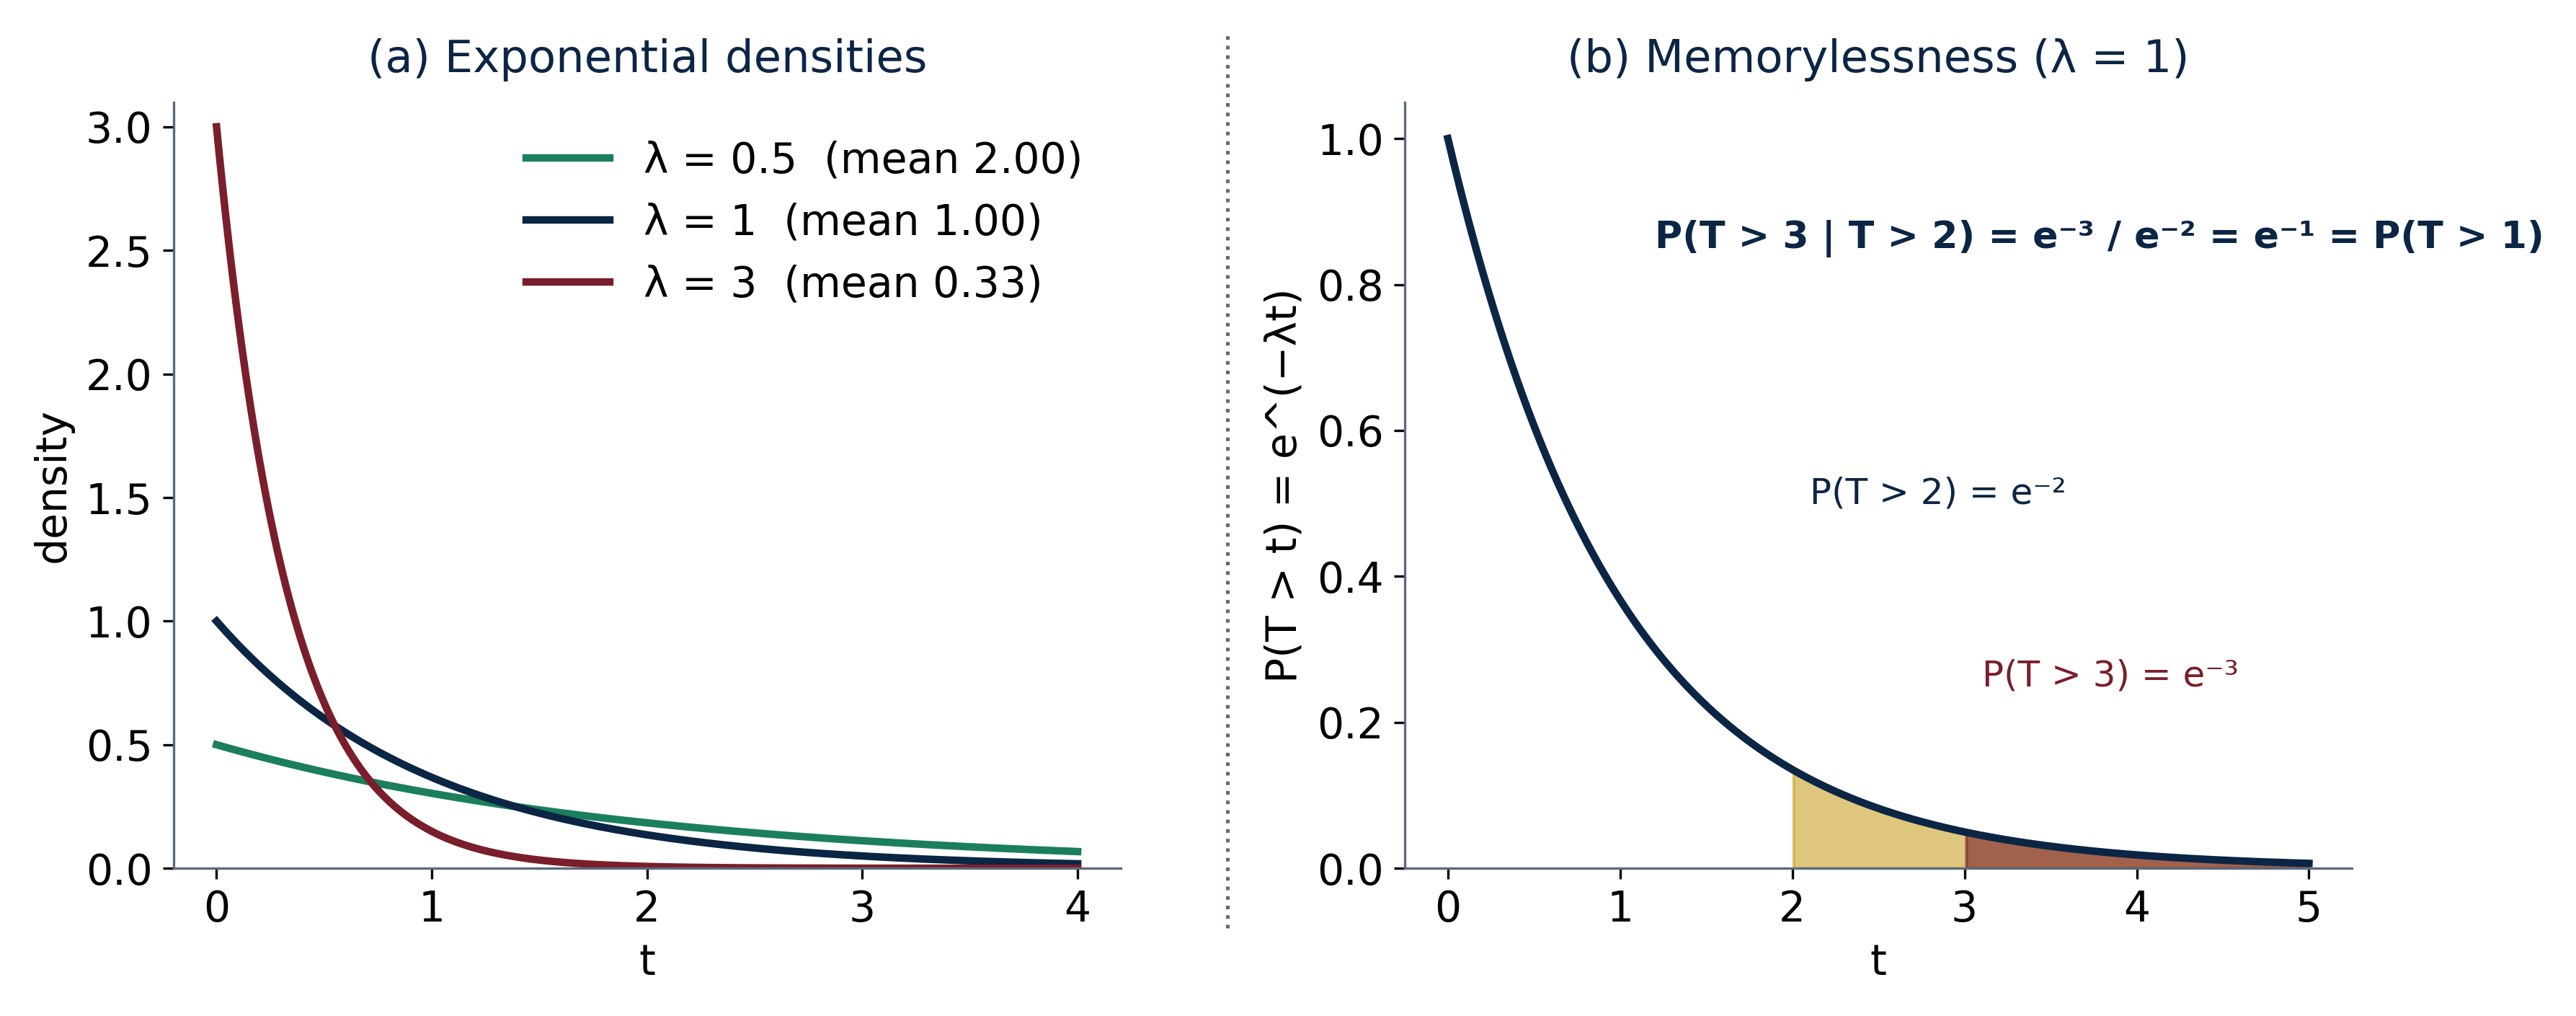 (a) Exponential densities
density
3.0
2.5
2.0
1.5
1.0
0.5
0.0
λ = 0.5 (mean 2.00)
λ = 1 (mean 1.00)
λ = 3 (mean 0.33)
0 1 2 3 4
t
(b) Memorylessness (λ = 1)
P(T > t) = e^(−λt)
1.0
0.8
0.6
0.4
0.2
0.0
P(T > 3 | T > 2) = e⁻³ / e⁻² = e⁻¹ = P(T > 1)
P(T > 2) = e⁻²
P(T > 3) = e⁻³
0 1 2 3 4 5
t